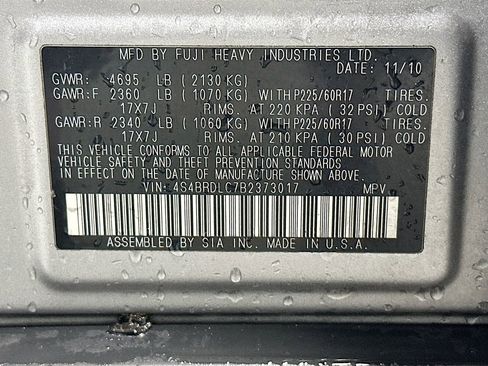 MFD BY FUJI HEAVY INDUSTRIES LTD.
DATE: 11/10
GVWR: 4695 LB (2130 KG)
GAWR:F 2360 LB (1070 KG) WITH P225/60R17 TIRES.
17X7J RIMS. AT 220 KPA (32 PSI) COLD
GAWR:R 2340 LB (1060 KG) WITH P225/60R17 TIRES.
17X7J RIMS. AT 210 KPA (30 PSI) COLD
THIS VEHICLE CONFORMS TO ALL APPLICABLE FEDERAL MOTOR
VEHICLE SAFETY AND THEFT PREVENTION STANDARDS
IN EFFECT ON THE DATE OF MANUFACTURE SHOWN ABOVE.
VIN: 4S4BRDLC7B2373017 MPV
ASSEMBLED BY SIA INC. MADE IN U.S.A.